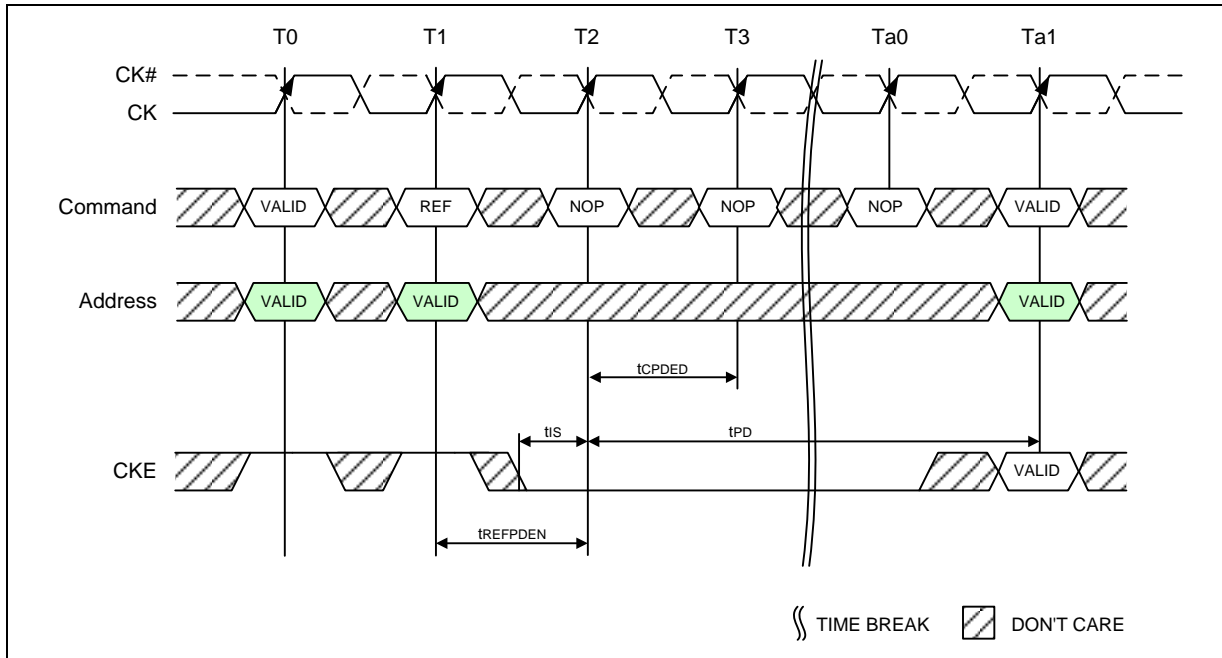 T0 T1 T2 T3 Ta0 Ta1
CK#
CK
Command VALID REF NOP NOP NOP VALID
Address VALID VALID VALID
tCPDED
tIS tPD
CKE VALID
tREFPDEN
TIME BREAK DON'T CARE